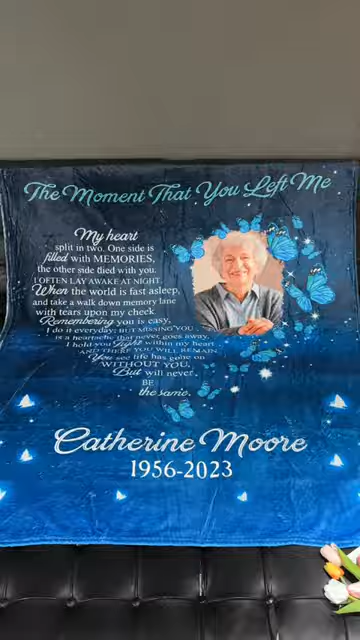 The Moment That You Left Me
My heart
split in two. One side is
filled with MEMORIES,
the other side died with you.
I OFTEN LAY AWAKE AT NIGHT.
When the world is fast asleep,
and take a walk down memory lane
with tears upon my cheek
Remembering you is easy,
I do it everyday; BUT MISSING YOU
is a heartache that never goes away.
I hold you tight within my heart
AND THERE YOU WILL REMAIN.
You see life has gone on
WITHOUT YOU,
But will never
BE
the same.
Catherine Moore
1956-2023